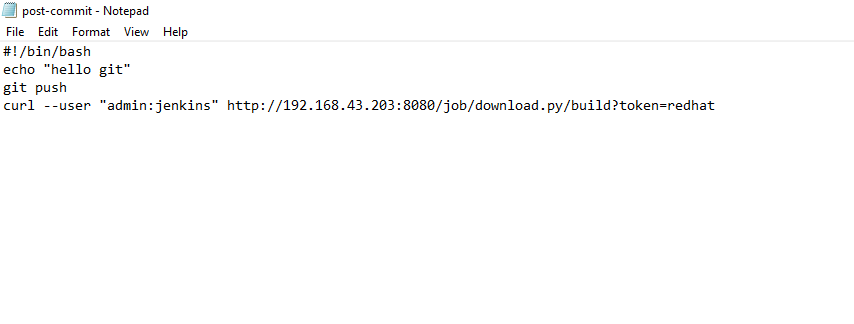 post-commit - Notepad
File Edit Format View Help
#!/bin/bash
echo "hello git"
git push
curl --user "admin:jenkins" http://192.168.43.203:8080/job/download.py/build?token=redhat